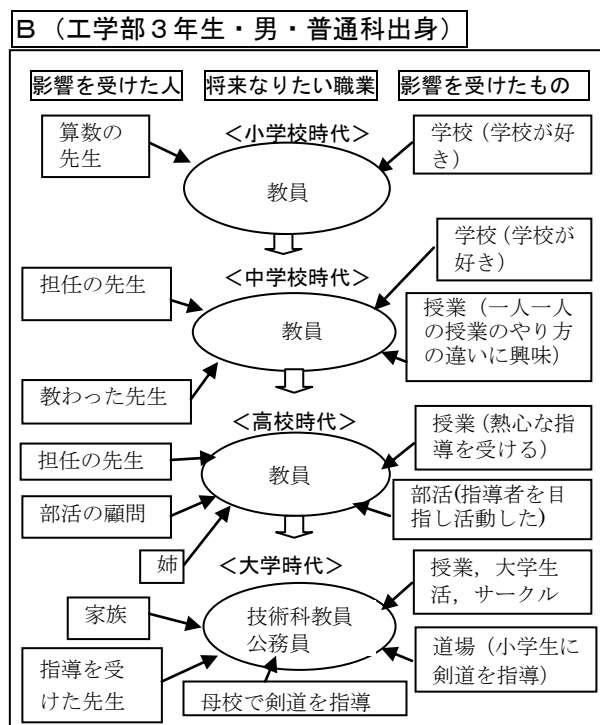 B（工学部３年生・男・普通科出身）
影響を受けた人
将来なりたい職業
影響を受けたもの
＜小学校時代＞
算数の
先生
教員
学校（学校が好
き）
＜中学校時代＞
担任の先生
教わった先生
教員
学校（学校が
好き）
授業（一人一人
の授業のやり方
の違いに興味）
＜高校時代＞
担任の先生
部活の顧問
姉
教員
授業（熱心な指
導を受ける）
部活(指導者を目
指し活動した)
＜大学時代＞
家族
指導を受
けた先生
技術科教員
公務員
母校で剣道を指導
授業，大学生
活，サークル
道場（小学生に
剣道を指導）